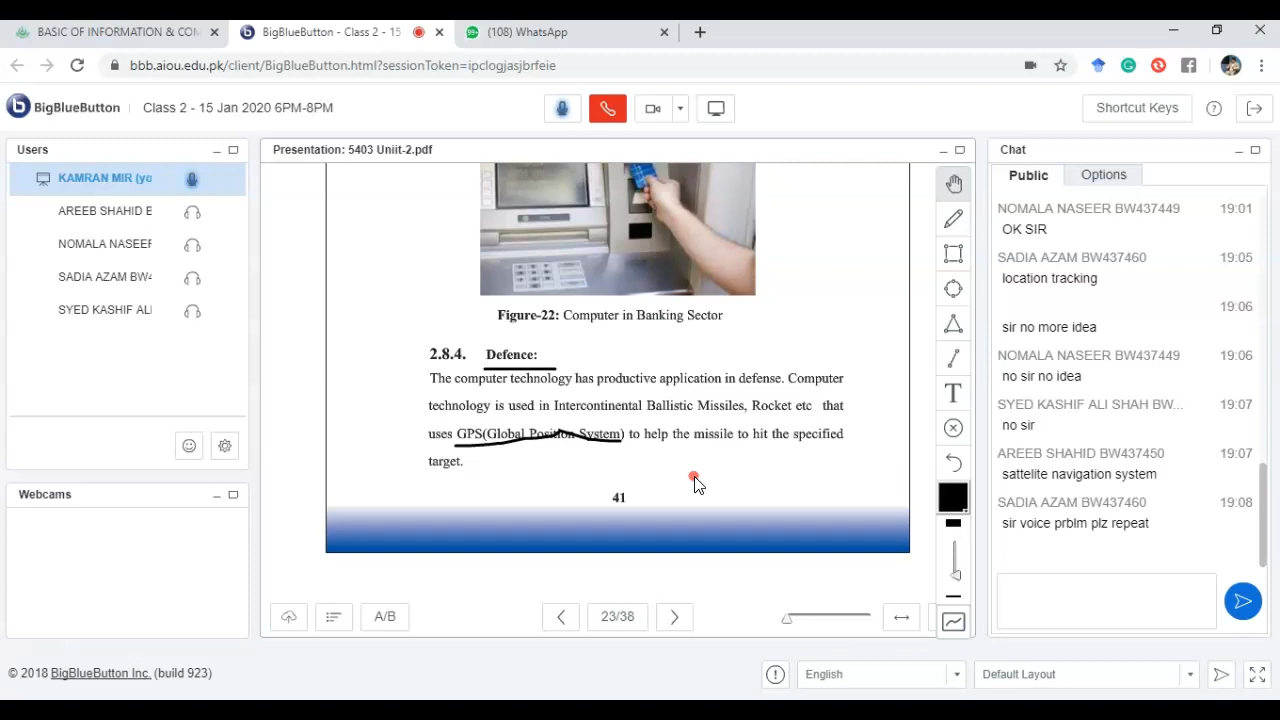 BASIC OF INFORMATION & COM
BigBlueButton - Class 2 - 15
99+
(108) WhatsApp
bbb.aiou.edu.pk/client/BigBlueButton.html?sessionToken=ipclogjasjbrfeie
BigBlueButton
Class 2 - 15 Jan 2020 6PM-8PM
Shortcut Keys
Users
KAMRAN MIR (yo
AREEB SHAHID B
NOMALA NASEER
SADIA AZAM BW4
SYED KASHIF ALI
Webcams
Presentation: 5403 Uniit-2.pdf
Figure-22: Computer in Banking Sector
2.8.4. Defence:
The computer technology has productive application in defense. Computer
technology is used in Intercontinental Ballistic Missiles, Rocket etc that
uses GPS(Global Position System) to help the missile to hit the specified
target.
41
T
A/B
23/38
Chat
Public
Options
NOMALA NASEER BW437449 19:01
OK SIR
SADIA AZAM BW437460 19:05
location tracking
19:06
sir no more idea
NOMALA NASEER BW437449 19:06
no sir no idea
SYED KASHIF ALI SHAH BW... 19:07
no sir
AREEB SHAHID BW437450 19:07
sattelite navigation system
SADIA AZAM BW437460 19:08
sir voice prblm plz repeat
© 2018 BigBlueButton Inc. (build 923)
English
Default Layout